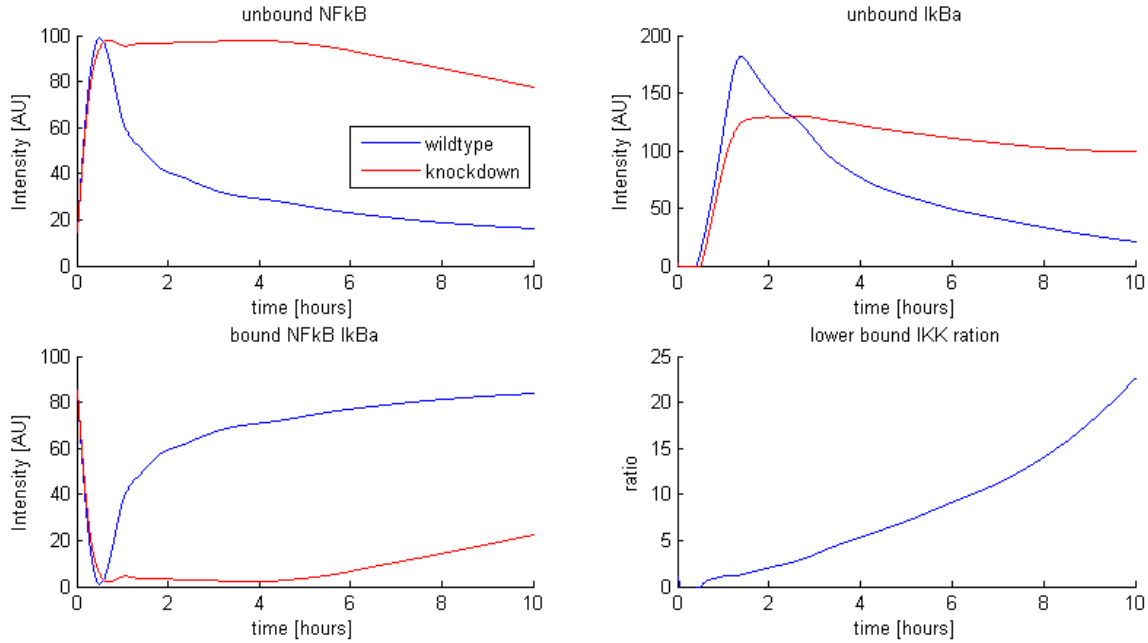 unbound NFkB
100
80
60
40
20
0
Intensity [AU]
wildtype
knockdown
0 2 4 6 8 10
time [hours]
unbound IkBa
200
150
100
50
0
Intensity [AU]
0 2 4 6 8 10
time [hours]
bound NFkB IkBa
100
80
60
40
20
0
Intensity [AU]
0 2 4 6 8 10
time [hours]
lower bound IKK ration
25
20
15
10
5
0
ratio
0 2 4 6 8 10
time [hours]